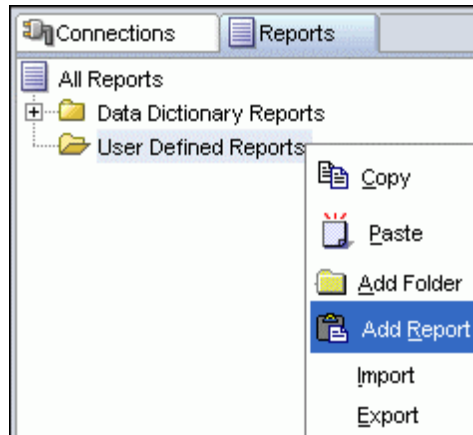 Connections Reports
All Reports
Data Dictionary Reports
User Defined Reports
Copy
Paste
Add Folder
Add Report
Import
Export